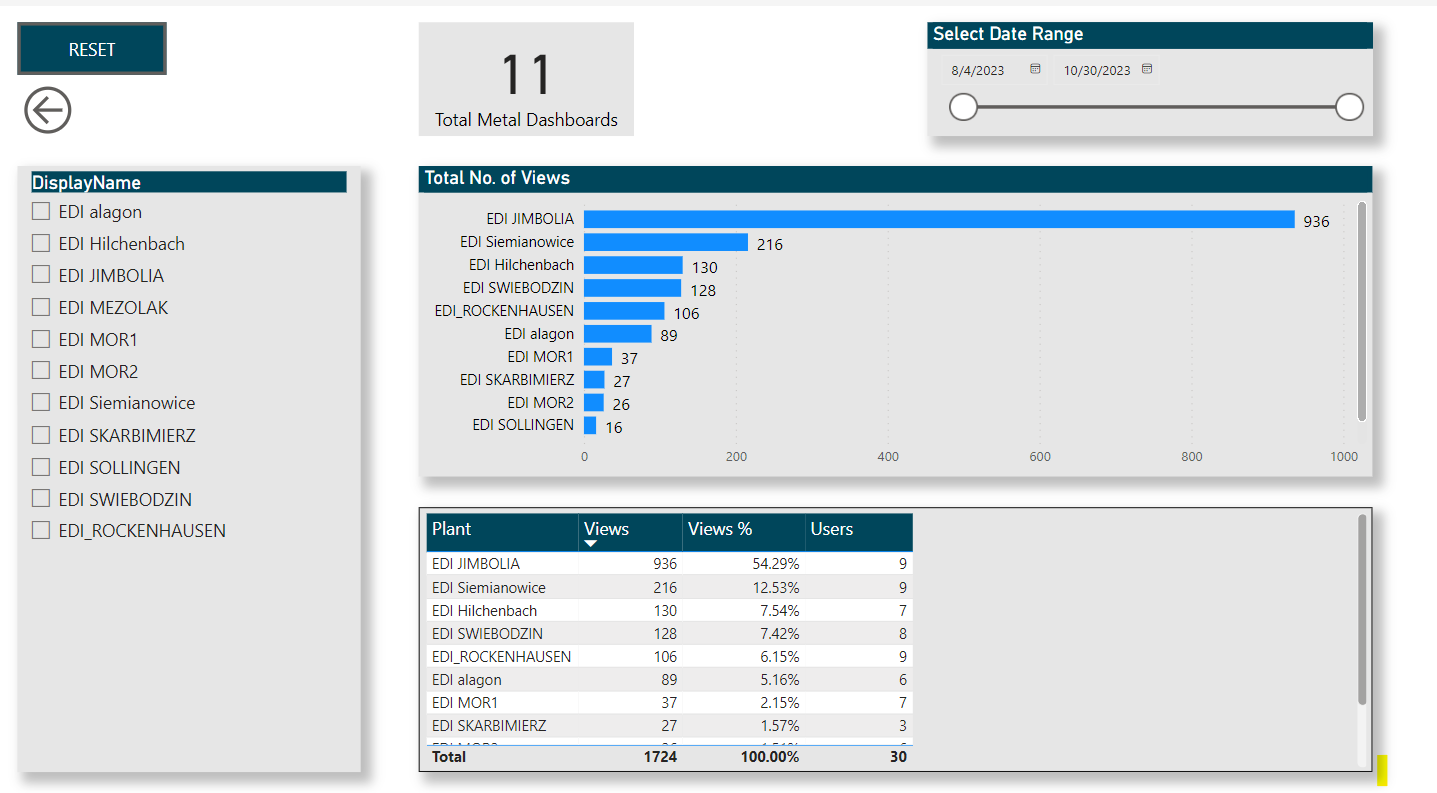 RESET
11
Total Metal Dashboards
Select Date Range
8/4/2023 10/30/2023
DisplayName
EDI alagon
EDI Hilchenbach
EDI JIMBOLIA
EDI MEZOLAK
EDI MOR1
EDI MOR2
EDI Siemianowice
EDI SKARBIMIERZ
EDI SOLLINGEN
EDI SWIEBODZIN
EDI_ROCKENHAUSEN
Total No. of Views
EDI JIMBOLIA 936
EDI Siemianowice 216
EDI Hilchenbach 130
EDI SWIEBODZIN 128
EDI_ROCKENHAUSEN 106
EDI alagon 89
EDI MOR1 37
EDI SKARBIMIERZ 27
EDI MOR2 26
EDI SOLLINGEN 16
0 200 400 600 800 1000
Plant Views Views % Users
EDI JIMBOLIA 936 54.29% 9
EDI Siemianowice 216 12.53% 9
EDI Hilchenbach 130 7.54% 7
EDI SWIEBODZIN 128 7.42% 8
EDI_ROCKENHAUSEN 106 6.15% 9
EDI alagon 89 5.16% 6
EDI MOR1 37 2.15% 7
EDI SKARBIMIERZ 27 1.57% 3
Total 1724 100.00% 30